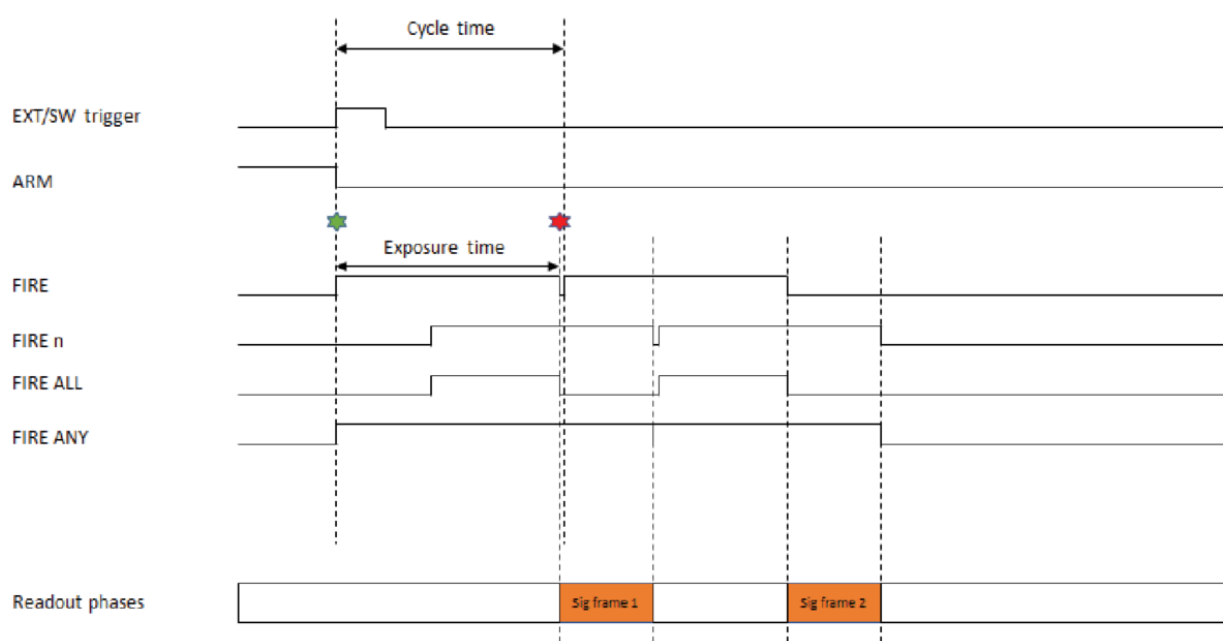 Cycle time
EXT/SW trigger
ARM
Exposure time
FIRE
FIRE n
FIRE ALL
FIRE ANY
Readout phases
Sig frame 1
Sig frame 2